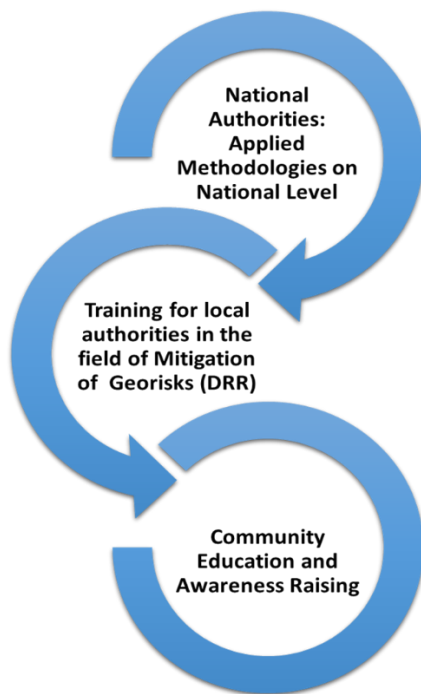 National
Authorities:
Applied
Methodologies on
National Level
Training for local
authorities in the
field of Mitigation
of Georisks (DRR)
Community
Education and
Awareness Raising